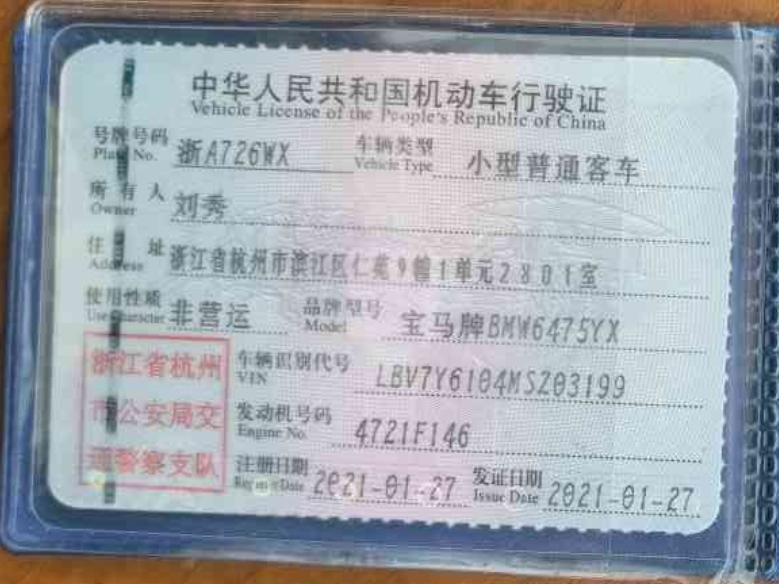 中华人民共和国机动车行驶证
Vehicle License of the People's Republic of China
号牌号码 浙A726WX 车辆类型 小型普通客车
Plate No. Vehicle Type
所有人 刘秀
Owner
住址 浙江省杭州市滨江区仁苑9幢1单元2801室
Address
使用性质 非营运 品牌型号 宝马牌BMW6475YX
Use Character Model
浙江省杭州 车辆识别代号 LBV7Y6104MSZ03199
VIN
市公安局交 发动机号码 4721F146
Engine No.
通警察支队 注册日期 2021-01-27 发证日期 2021-01-27
Register Date Issue Date